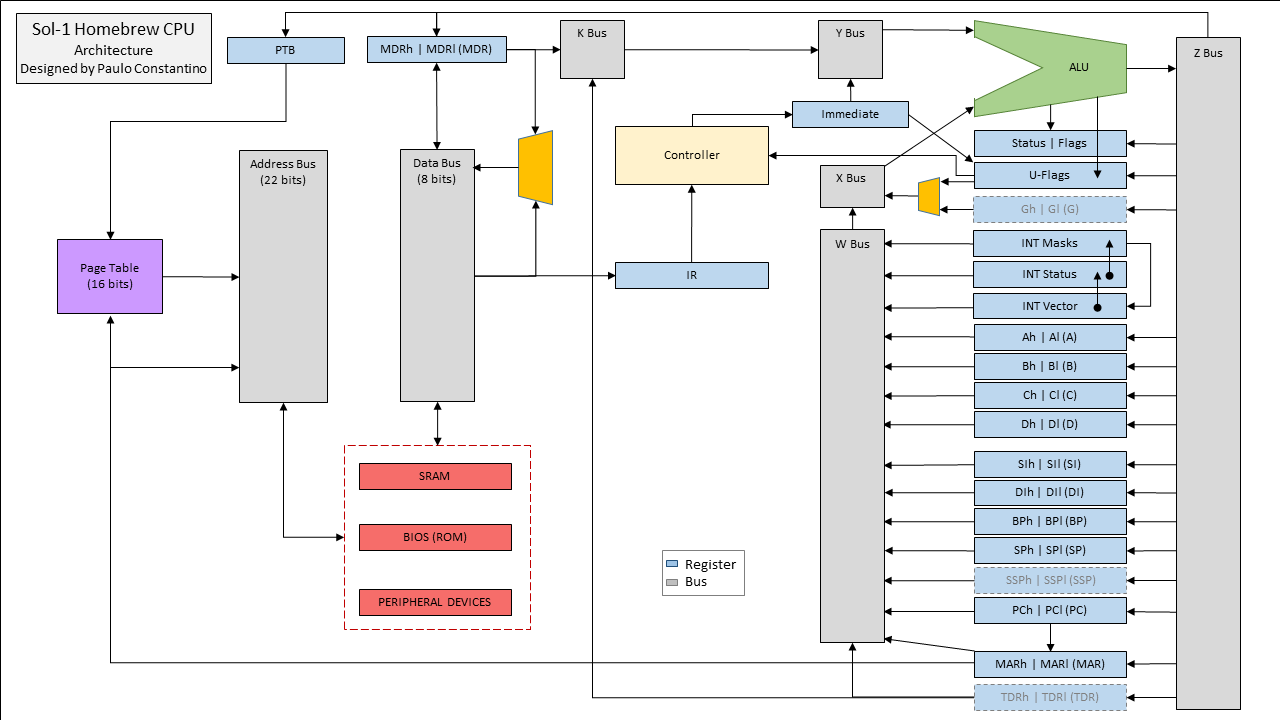 Sol-1 Homebrew CPU
Architecture
Designed by Paulo Constantino
PTB
MDRh | MDRl (MDR)
K Bus
Y Bus
ALU
Z Bus
Immediate
Controller
Status | Flags
U-Flags
Gh | Gl (G)
X Bus
Address Bus
(22 bits)
Data Bus
(8 bits)
W Bus
Page Table
(16 bits)
IR
INT Masks
INT Status
INT Vector
Ah | Al (A)
Bh | Bl (B)
Ch | Cl (C)
Dh | Dl (D)
SIh | SIl (SI)
DIh | DIl (DI)
BPh | BPl (BP)
SPh | SPl (SP)
SSPh | SSPl (SSP)
PCh | PCl (PC)
MARh | MARl (MAR)
TDRh | TDRl (TDR)
SRAM
BIOS (ROM)
PERIPHERAL DEVICES
Register
Bus